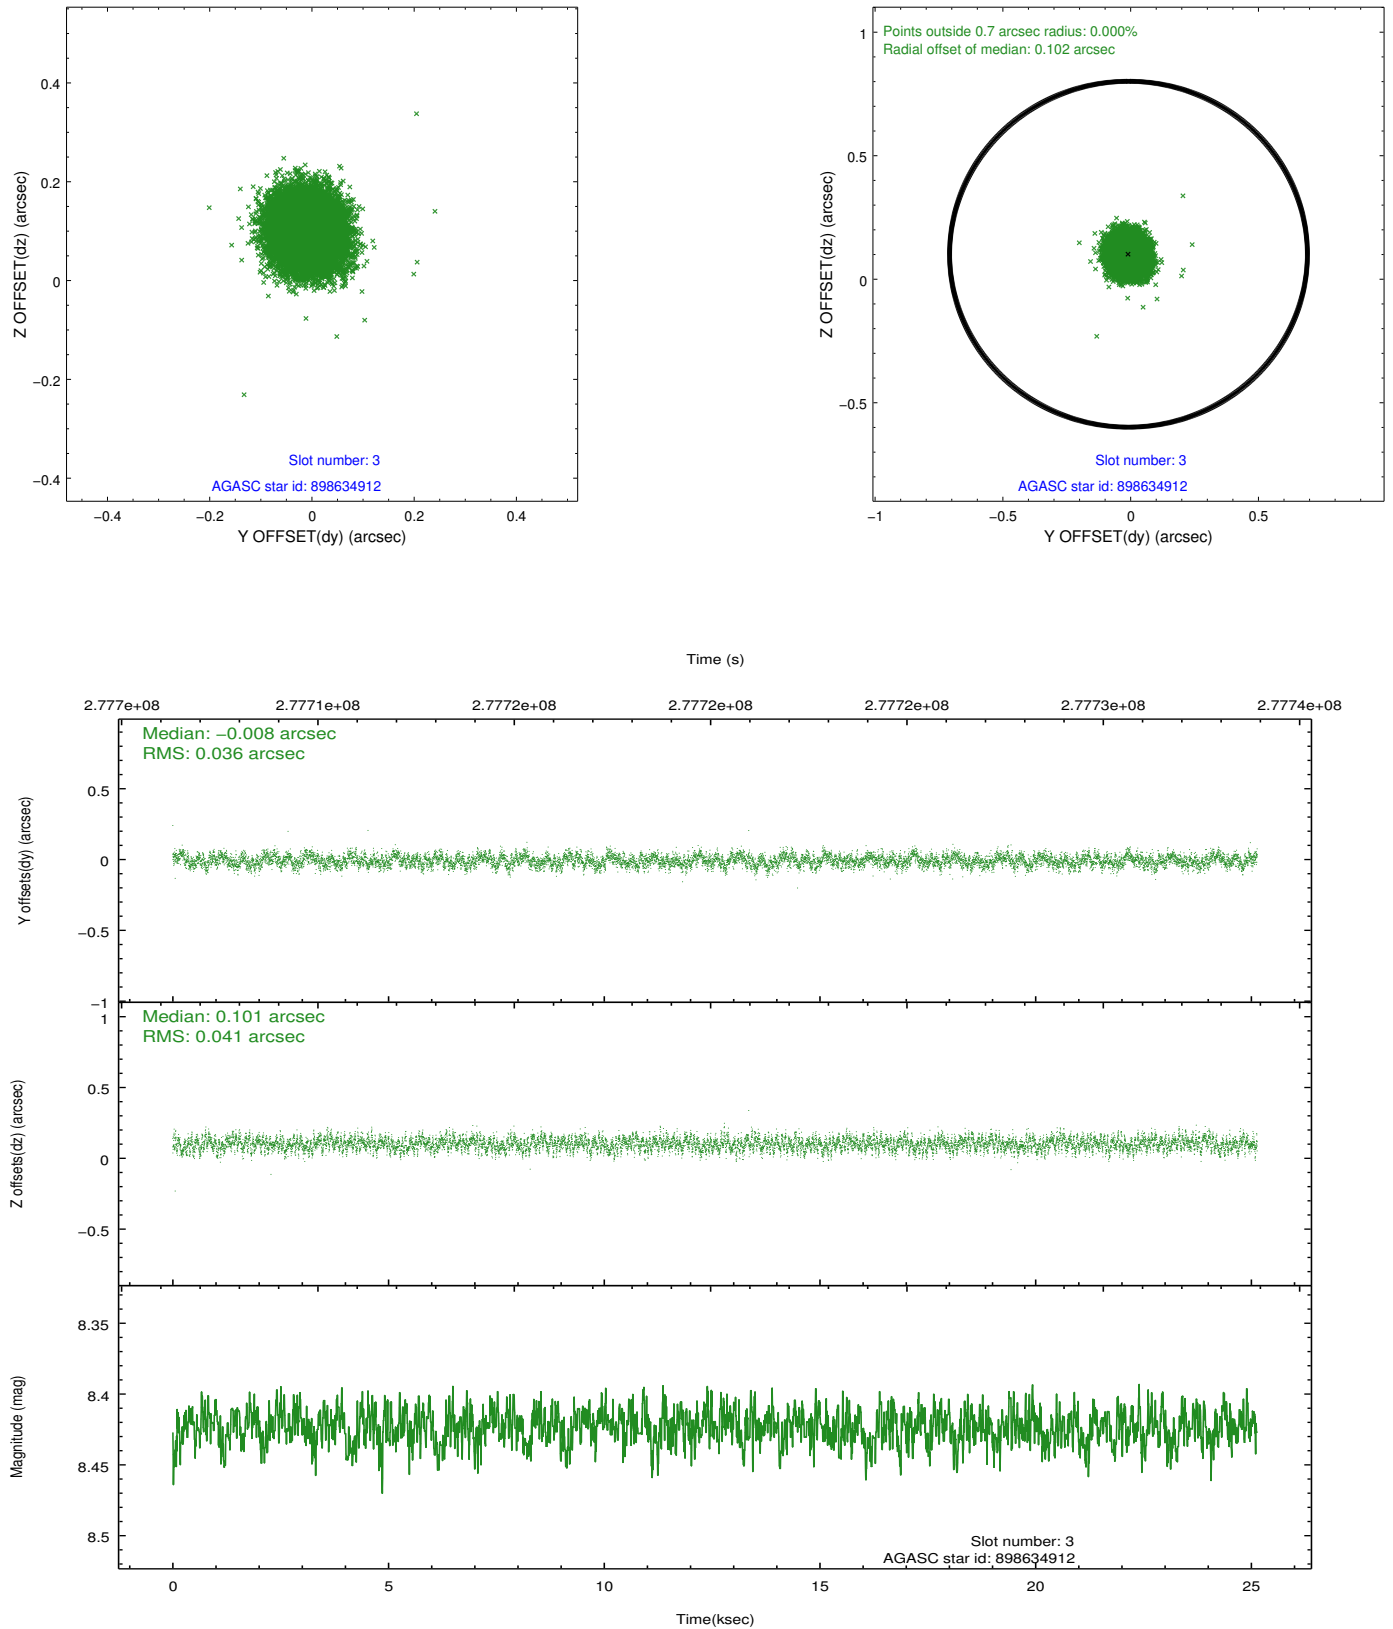 0.4
0.2
0
−0.2
−0.4
Z OFFSET(dz) (arcsec)
Slot number: 3
AGASC star id: 898634912
−0.4 −0.2 0 0.2 0.4
Y OFFSET(dy) (arcsec)
Points outside 0.7 arcsec radius: 0.000%
Radial offset of median: 0.102 arcsec
1
0.5
0
−0.5
Z OFFSET(dz) (arcsec)
Slot number: 3
AGASC star id: 898634912
−1 −0.5 0 0.5
Y OFFSET(dy) (arcsec)
Time (s)
2.777e+08 2.7771e+08 2.7772e+08 2.7772e+08 2.7772e+08 2.7773e+08 2.7774e+08
Median: −0.008 arcsec
RMS: 0.036 arcsec
0.5
0
−0.5
−1
Y offsets(dy) (arcsec)
Median: 0.101 arcsec
RMS: 0.041 arcsec
1
0.5
0
−0.5
Z offsets(dz) (arcsec)
8.35
8.4
8.45
8.5
Magnitude (mag)
Slot number: 3
AGASC star id: 898634912
0 5 10 15 20 25
Time(ksec)